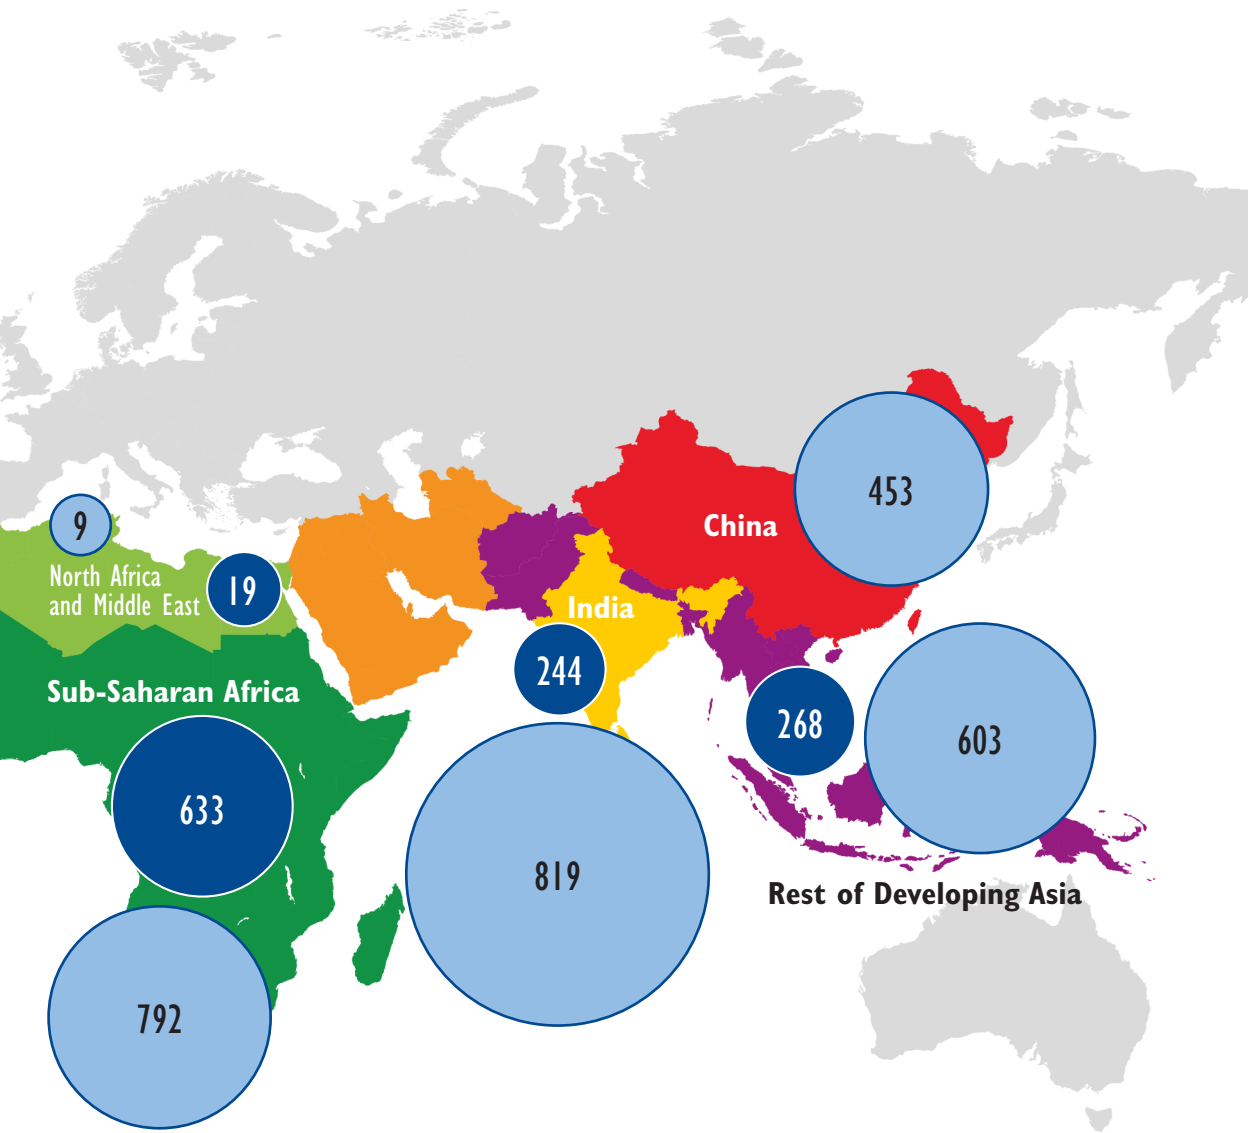 453
China
9
North Africa
and Middle East
19
India
244
Sub-Saharan Africa
268
603
633
819
Rest of Developing Asia
792